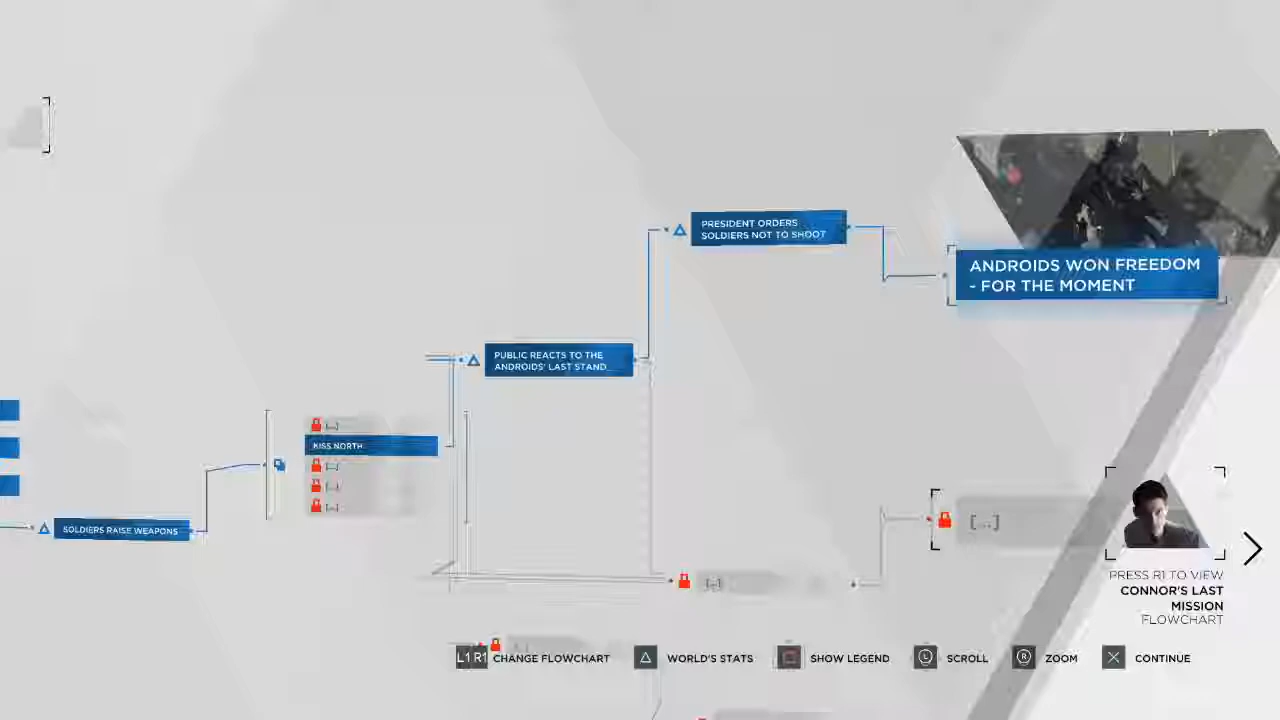 PRESIDENT ORDERS
SOLDIERS NOT TO SHOOT
ANDROIDS WON FREEDOM
- FOR THE MOMENT
PUBLIC REACTS TO THE
ANDROIDS' LAST STAND
[...]
KISS NORTH
[...]
[...]
[...]
SOLDIERS RAISE WEAPONS
[...]
[...]
PRESS R1 TO VIEW
CONNOR'S LAST
MISSION
FLOWCHART
L1 R1 CHANGE FLOWCHART
WORLD'S STATS
SHOW LEGEND
L SCROLL
R ZOOM
CONTINUE